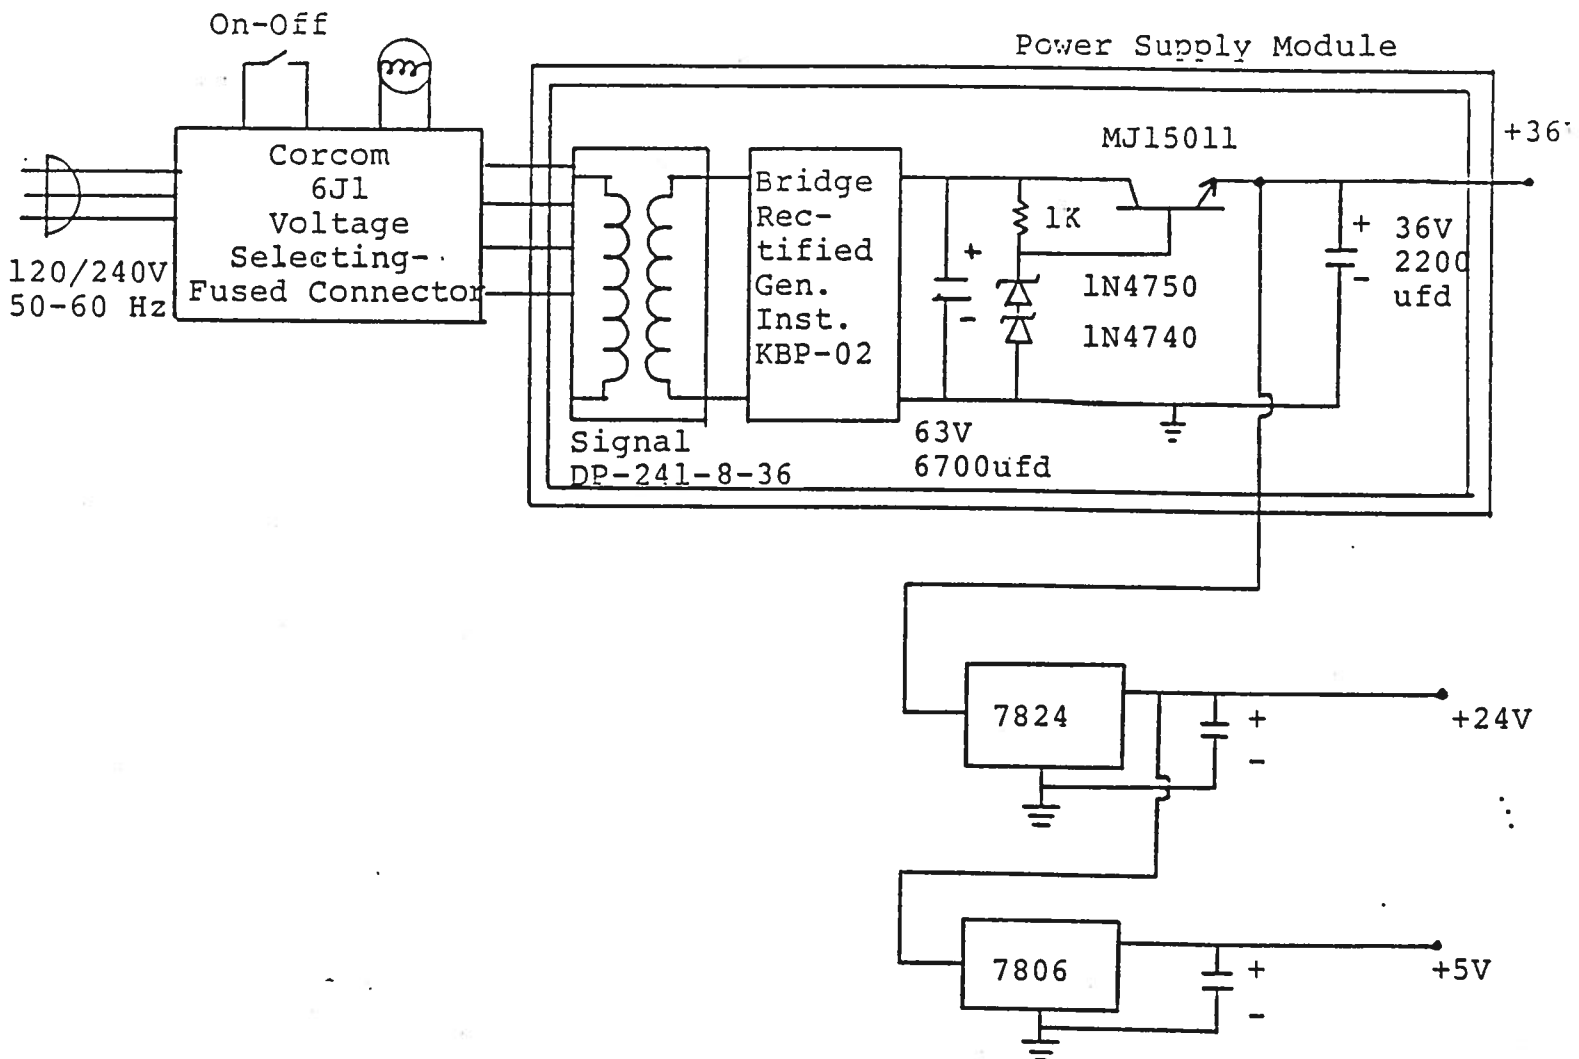 On-Off
Power Supply Module
Corcom
6J1
Voltage
Selecting-
Fused Connector
120/240V
50-60 Hz
Bridge
Rec-
tified
Gen.
Inst.
KBP-02
Signal
DP-241-8-36
+
-
63V
6700ufd
1K
MJ15011
1N4750
1N4740
+
-
36V
2200
ufd
+36
7824
+
-
+24V
7806
+
-
+5V